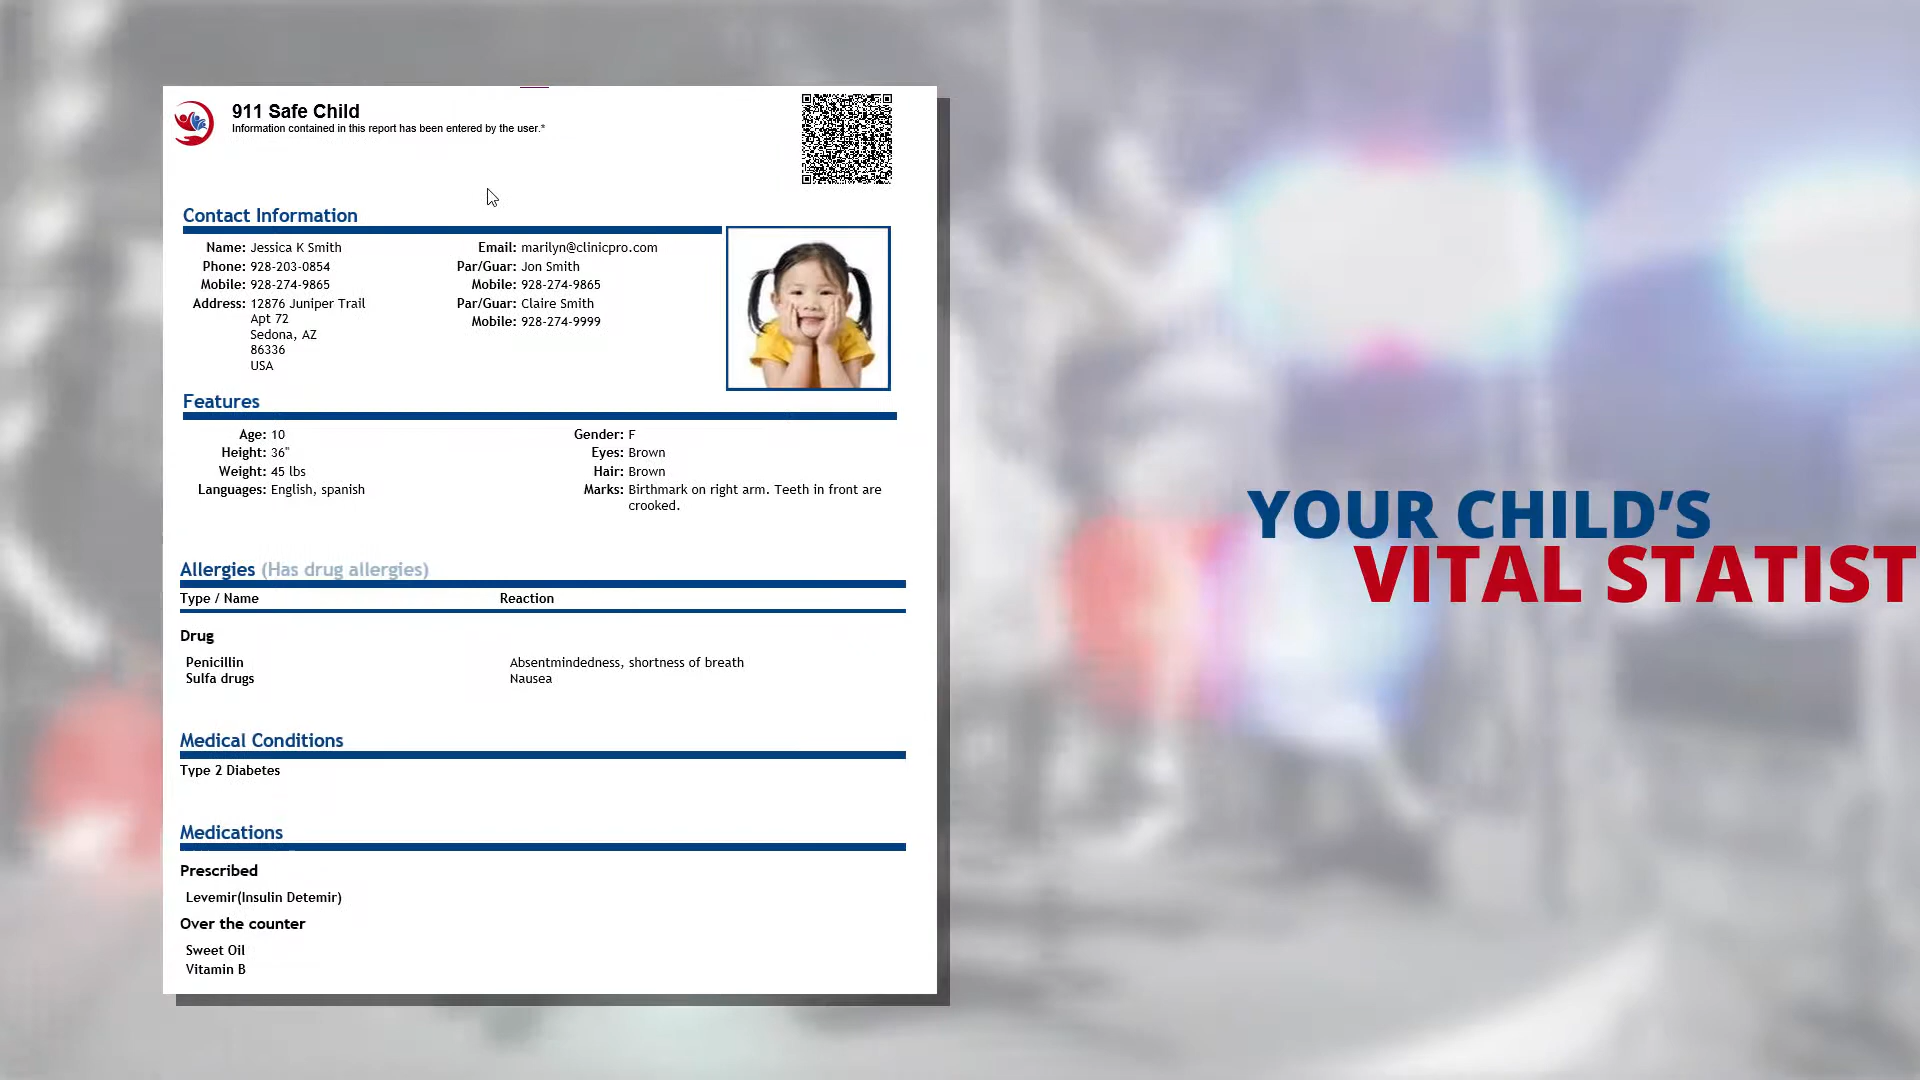 911 Safe Child
Information contained in this report has been entered by the user.*
Contact Information
Name: Jessica K Smith
Phone: 928-203-0854
Mobile: 928-274-9865
Address: 12876 Juniper Trail
Apt 72
Sedona, AZ
86336
USA
Email: marilyn@clinicpro.com
Par/Guar: Jon Smith
Mobile: 928-274-9865
Par/Guar: Claire Smith
Mobile: 928-274-9999
Features
Age: 10
Height: 36"
Weight: 45 lbs
Languages: English, spanish
Gender: F
Eyes: Brown
Hair: Brown
Marks: Birthmark on right arm. Teeth in front are
crooked.
Allergies (Has drug allergies)
Type / Name Reaction
Drug
Penicillin Absentmindedness, shortness of breath
Sulfa drugs Nausea
Medical Conditions
Type 2 Diabetes
Medications
Prescribed
Levemir(Insulin Detemir)
Over the counter
Sweet Oil
Vitamin B
YOUR CHILD'S
VITAL STATIST